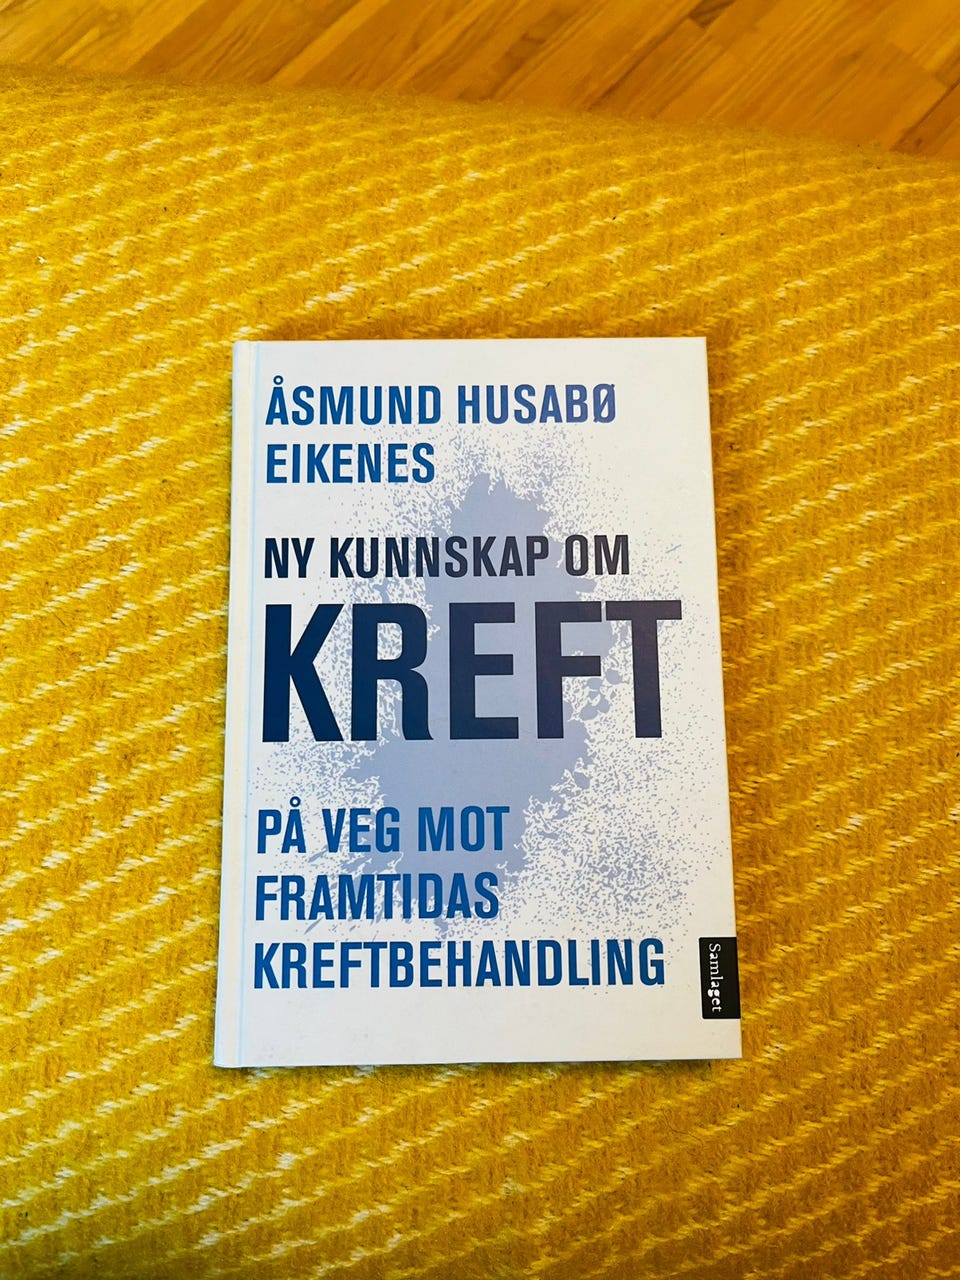 ÅSMUND HUSABØ
EIKENES
NY KUNNSKAP OM
KREFT
PÅ VEG MOT
FRAMTIDAS
KREFTBEHANDLING
Samlaget